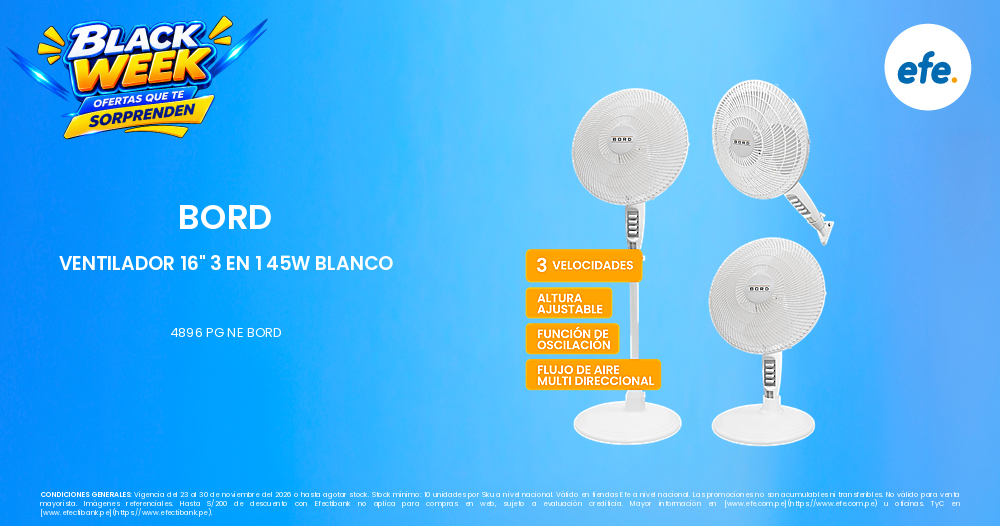 BLACK
WEEK
OFERTAS QUE TE
SORPRENDEN
efe.
BORD
VENTILADOR 16" 3 EN 1 45W BLANCO
4896 PG NE BORD
BORD
BORD
BORD
3 VELOCIDADES
ALTURA
AJUSTABLE
FUNCIÓN DE
OSCILACIÓN
FLUJO DE AIRE
MULTI DIRECCIONAL
CONDICIONES GENERALES: Vigencia del 23 al 30 de noviembre del 2026 o hasta agotar stock. Stock mínimo: 10 unidades por Sku a nivel nacional. Válido en tiendas Efe a nivel nacional. Las promociones no son acumulables ni transferibles. No válido para venta
mayorista. Imágenes referenciales. Hasta S/200 de descuento con Efectibank no aplica para compras en web, sujeto a evaluación crediticia. Mayor información en [www.efe.com.pe](https://www.efe.com.pe) u oficinas. TyC en
[www.efectibank.pe](https://www.efectibank.pe).